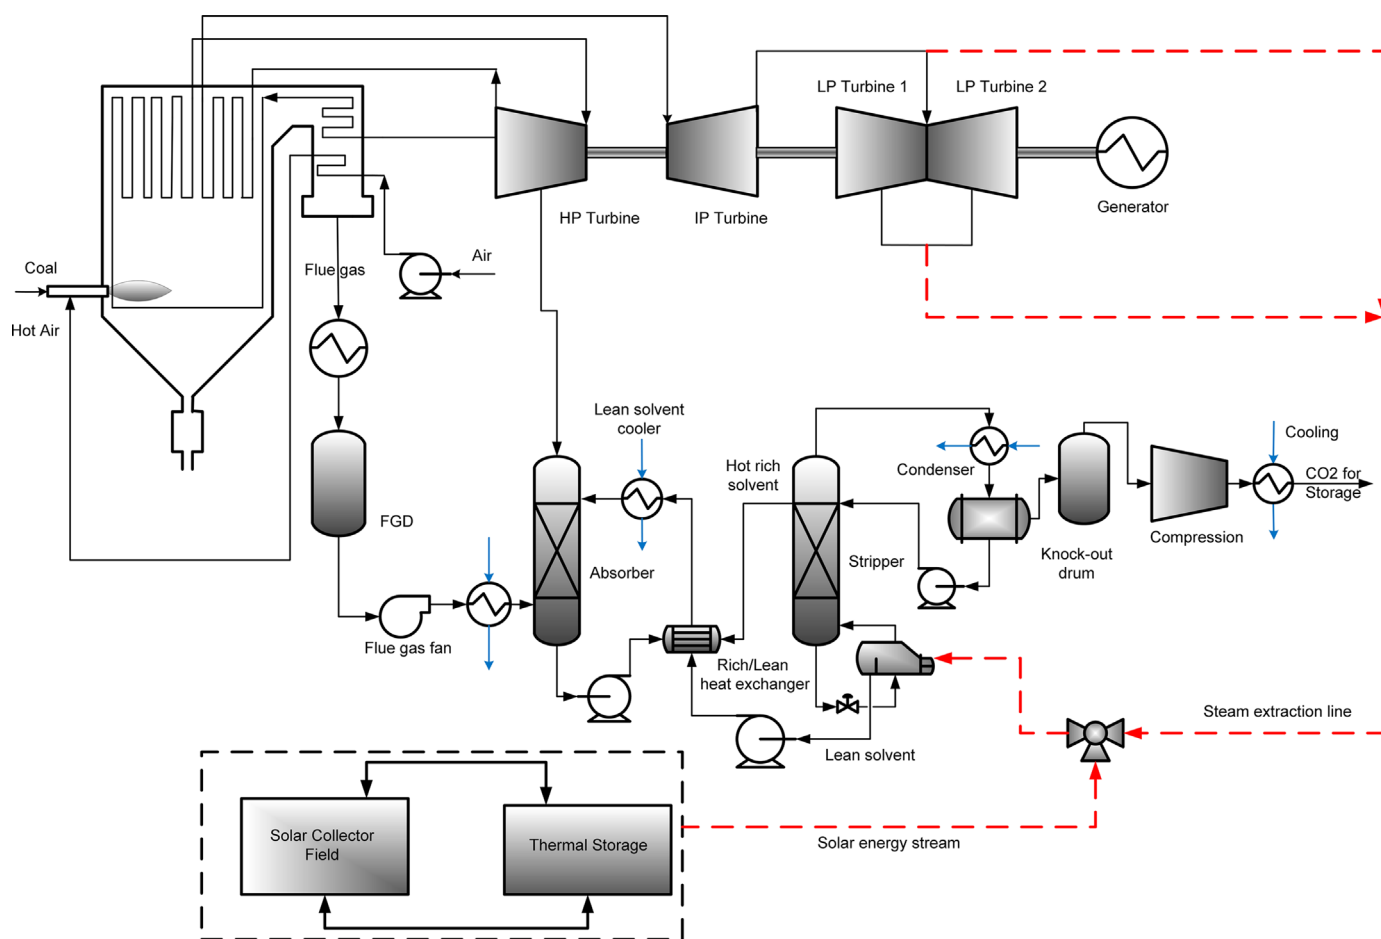 LP Turbine 1
LP Turbine 2
HP Turbine
IP Turbine
Generator
Coal
Flue gas
Air
Hot Air
Lean solvent
cooler
Hot rich
solvent
Condenser
Cooling
CO2 for
Storage
FGD
Absorber
Stripper
Knock-out
drum
Compression
Flue gas fan
Rich/Lean
heat exchanger
Steam extraction line
Lean solvent
Solar Collector
Field
Thermal Storage
Solar energy stream